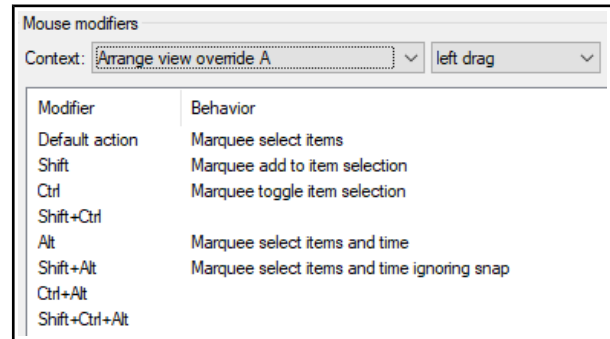 Mouse modifiers
Context: Arrange view override A left drag
Modifier Behavior
Default action Marquee select items
Shift Marquee add to item selection
Ctrl Marquee toggle item selection
Shift+Ctrl
Alt Marquee select items and time
Shift+Alt Marquee select items and time ignoring snap
Ctrl+Alt
Shift+Ctrl+Alt